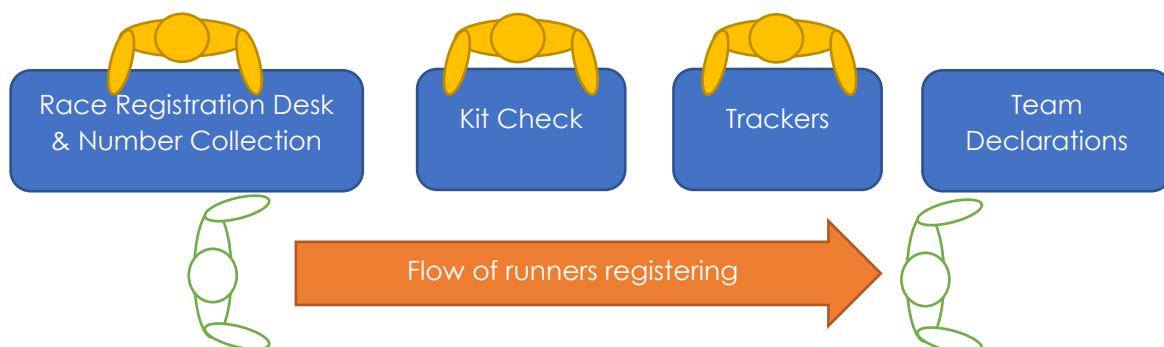 Race Registration Desk
& Number Collection
Kit Check
Trackers
Team
Declarations
Flow of runners registering